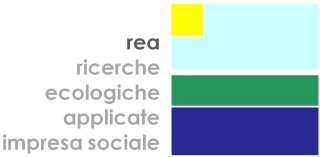 rea
ricerche
ecologiche
applicate
impresa sociale